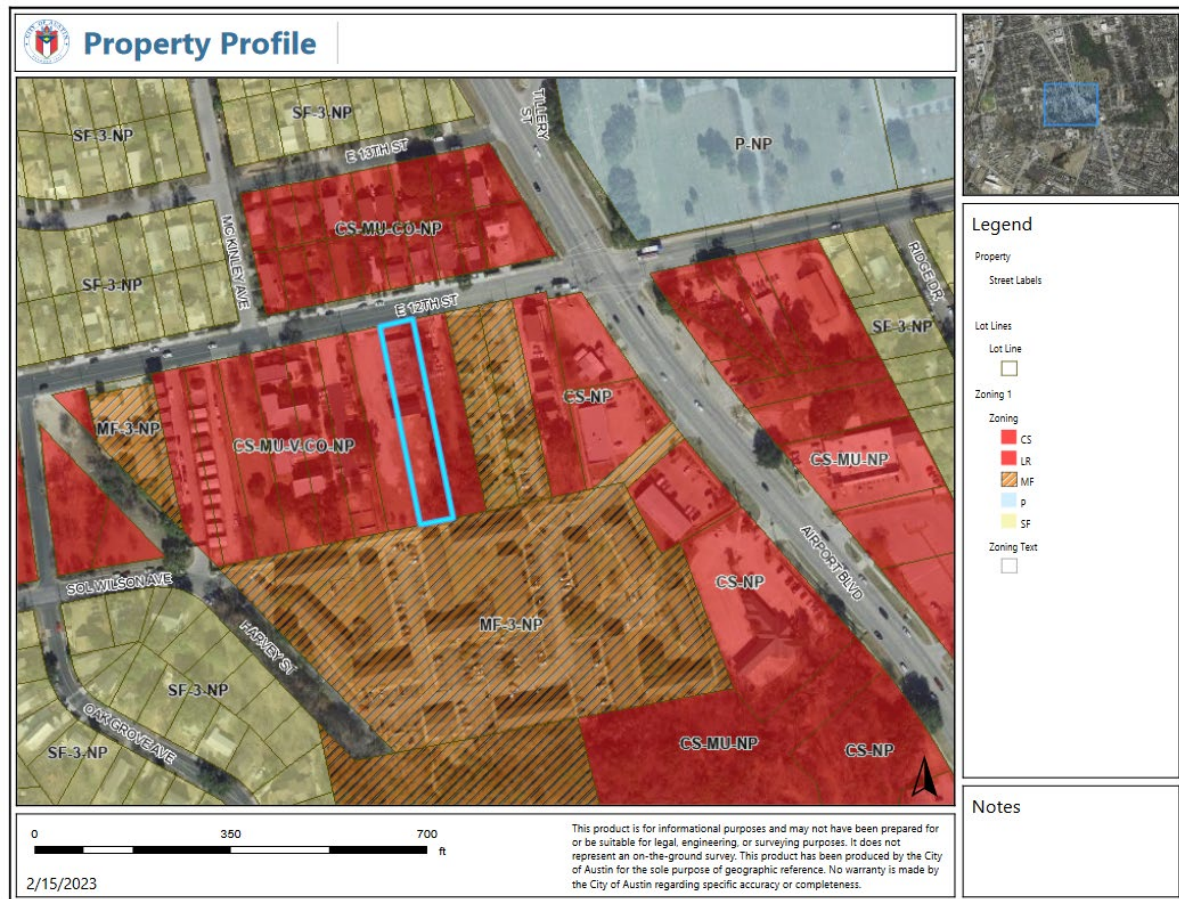 Property Profile
SF-3-NP
SF-3-NP
TILLERY
ST
P-NP
E 13TH ST
MC KINLEY AVE
CS-MU-CO-NP
SF-3-NP
E 12TH ST
RIDGE DR
SF-3-NP
MF-3-NP
CS-MU-V-CO-NP
CS-NP
CS-MU-NP
AIRPORT BLVD
SOL WILSON AVE
HARVEY ST
MF-3-NP
CS-NP
SF-3-NP
OAK GROVE AVE
SF-3-NP
CS-MU-NP
CS-NP
Legend
Property
Street Labels
Lot Lines
Lot Line
Zoning 1
Zoning
CS
LR
MF
P
SF
Zoning Text
Notes
0 350 700
ft
2/15/2023
This product is for informational purposes and may not have been prepared for
or be suitable for legal, engineering, or surveying purposes. It does not
represent an on-the-ground survey. This product has been produced by the City
of Austin for the sole purpose of geographic reference. No warranty is made by
the City of Austin regarding specific accuracy or completeness.